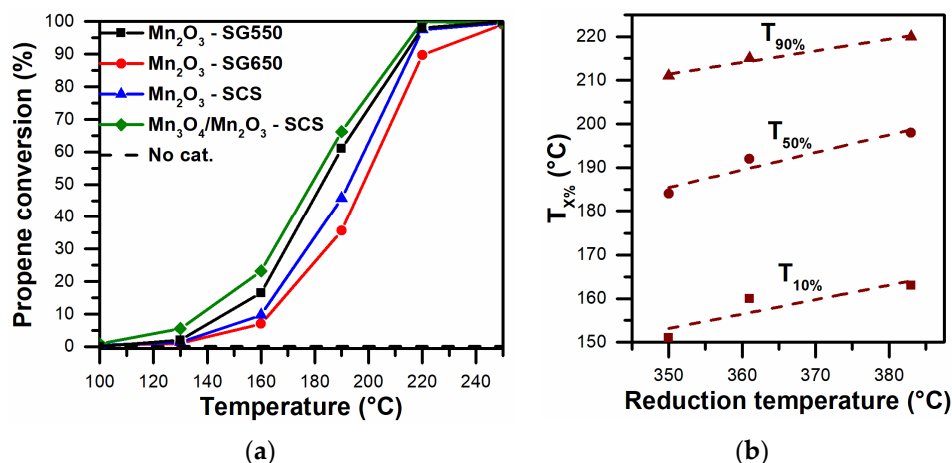 Propene conversion (%)
100
90
80
70
60
50
40
30
20
10
0
Mn₂O₃ - SG550
Mn₂O₃ - SG650
Mn₂O₃ - SCS
Mn₃O₄/Mn₂O₃ - SCS
No cat.
100 120 140 160 180 200 220 240
Temperature (°C)
(a)
T_X% (°C)
220
210
200
190
180
170
160
150
T90%
T50%
T10%
350 360 370 380
Reduction temperature (°C)
(b)